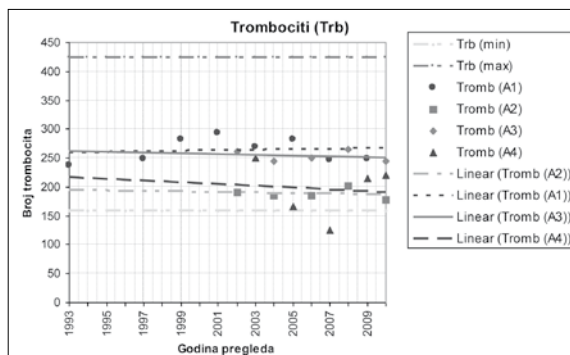 Trombociti (Trb)
450
400
350
300
250
200
150
100
50
0
Broj trombocita
1993
1995
1997
1999
2001
2003
2005
2007
2009
Godina pregleda
Trb (min)
Trb (max)
Tromb (A1)
Tromb (A2)
Tromb (A3)
Tromb (A4)
Linear (Tromb (A2))
Linear (Tromb (A1))
Linear (Tromb (A3))
Linear (Tromb (A4))